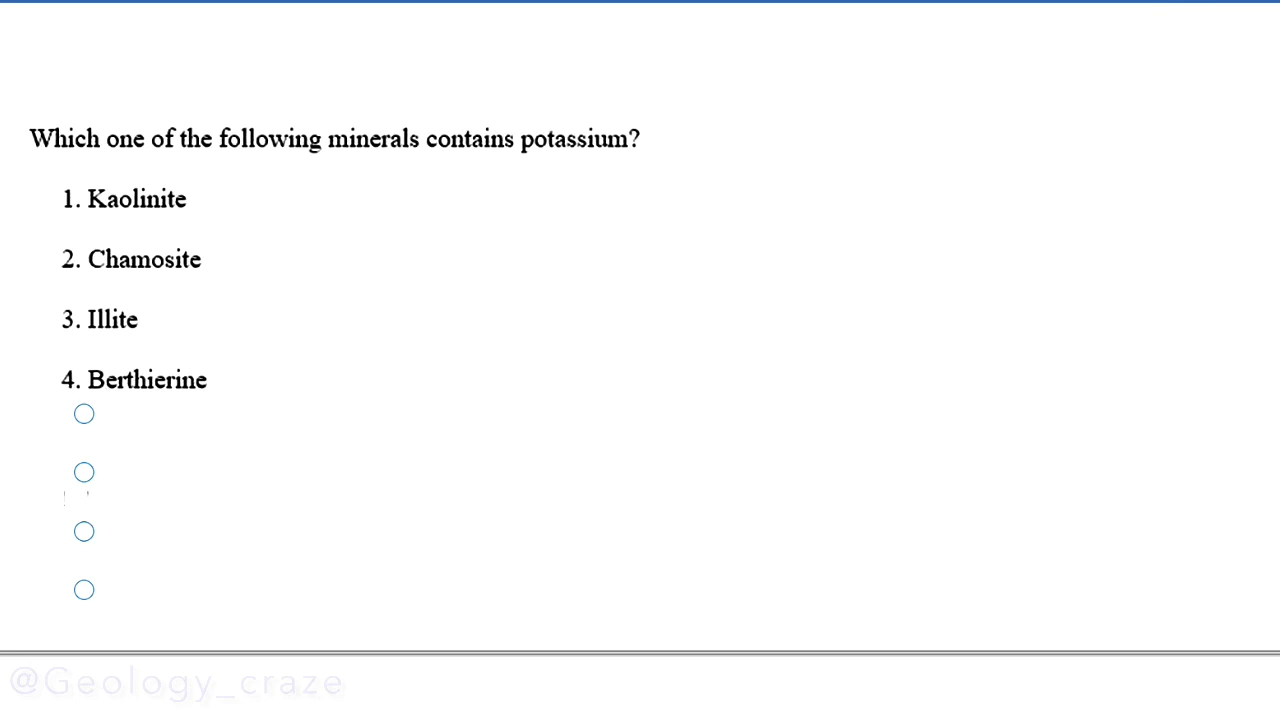 Which one of the following minerals contains potassium?
1. Kaolinite
2. Chamosite
3. Illite
4. Berthierine
@Geology_craze